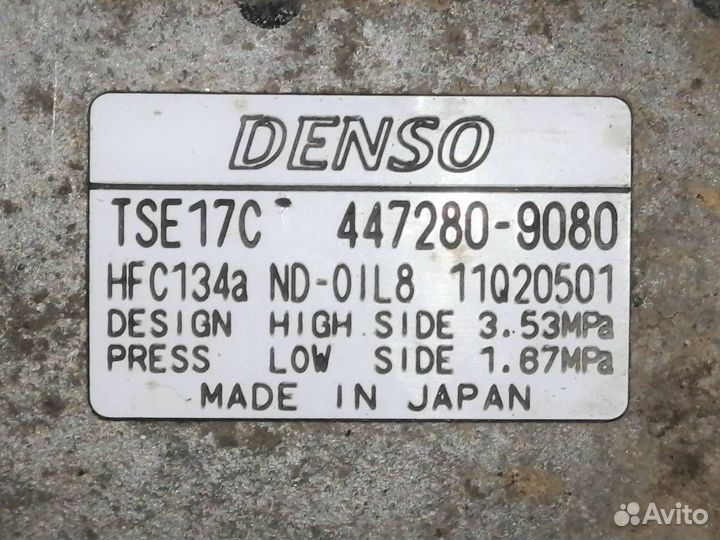 DENSO
TSE17C 447280-9080
HFC134a ND-OIL8 11Q20501
DESIGN HIGH SIDE 3.53MPa
PRESS LOW SIDE 1.67MPa
MADE IN JAPAN
Avito